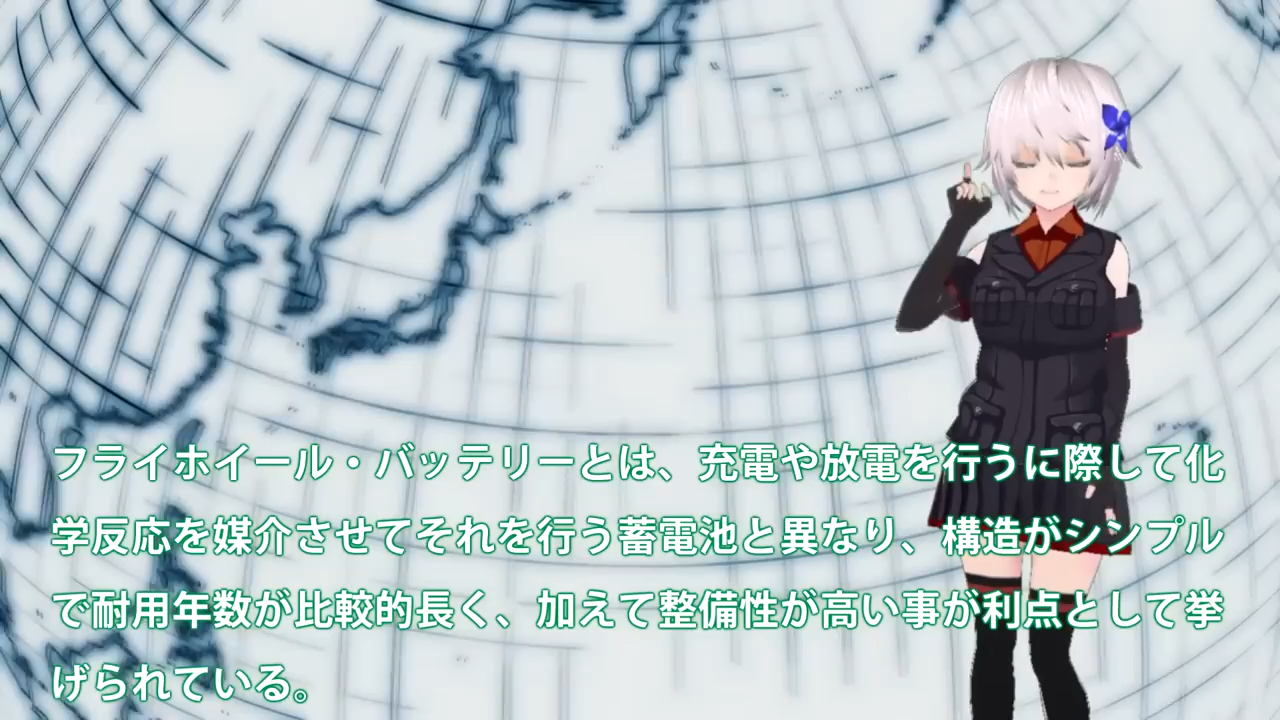 フライホイール・バッテリーとは、充電や放電を行うに際して化
学反応を媒介させてそれを行う蓄電池と異なり、構造がシンプル
で耐用年数が比較的長く、加えて整備性が高い事が利点として挙
げられている。